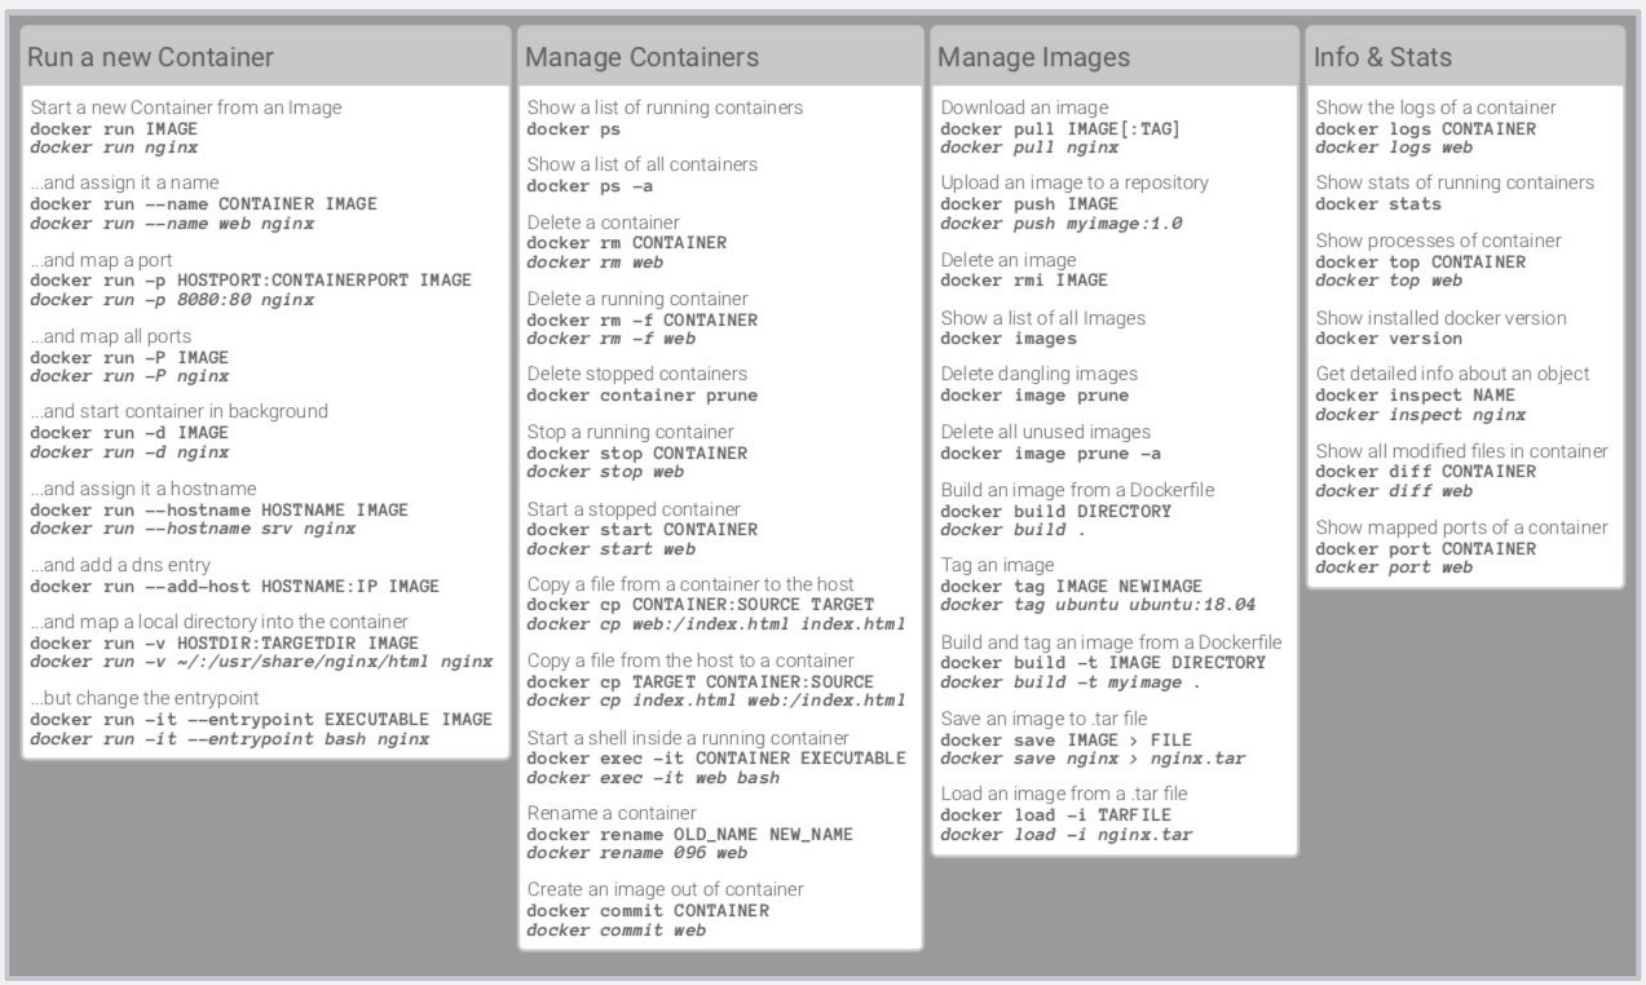 Run a new Container
Start a new Container from an Image
docker run IMAGE
docker run nginx
...and assign it a name
docker run --name CONTAINER IMAGE
docker run --name web nginx
...and map a port
docker run -p HOSTPORT:CONTAINERPORT IMAGE
docker run -p 8080:80 nginx
...and map all ports
docker run -P IMAGE
docker run -P nginx
...and start container in background
docker run -d IMAGE
docker run -d nginx
...and assign it a hostname
docker run --hostname HOSTNAME IMAGE
docker run --hostname srv nginx
...and add a dns entry
docker run --add-host HOSTNAME:IP IMAGE
...and map a local directory into the container
docker run -v HOSTDIR:TARGETDIR IMAGE
docker run -v ~/:/usr/share/nginx/html nginx
...but change the entrypoint
docker run -it --entrypoint EXECUTABLE IMAGE
docker run -it --entrypoint bash nginx
Manage Containers
Show a list of running containers
docker ps
Show a list of all containers
docker ps -a
Delete a container
docker rm CONTAINER
docker rm web
Delete a running container
docker rm -f CONTAINER
docker rm -f web
Delete stopped containers
docker container prune
Stop a running container
docker stop CONTAINER
docker stop web
Start a stopped container
docker start CONTAINER
docker start web
Copy a file from a container to the host
docker cp CONTAINER:SOURCE TARGET
docker cp web:/index.html index.html
Copy a file from the host to a container
docker cp TARGET CONTAINER:SOURCE
docker cp index.html web:/index.html
Start a shell inside a running container
docker exec -it CONTAINER EXECUTABLE
docker exec -it web bash
Rename a container
docker rename OLD_NAME NEW_NAME
docker rename 096 web
Create an image out of container
docker commit CONTAINER
docker commit web
Manage Images
Download an image
docker pull IMAGE[:TAG]
docker pull nginx
Upload an image to a repository
docker push IMAGE
docker push myimage:1.0
Delete an image
docker rmi IMAGE
Show a list of all Images
docker images
Delete dangling images
docker image prune
Delete all unused images
docker image prune -a
Build an image from a Dockerfile
docker build DIRECTORY
docker build .
Tag an image
docker tag IMAGE NEWIMAGE
docker tag ubuntu ubuntu:18.04
Build and tag an image from a Dockerfile
docker build -t IMAGE DIRECTORY
docker build -t myimage .
Save an image to .tar file
docker save IMAGE > FILE
docker save nginx > nginx.tar
Load an image from a .tar file
docker load -i TARFILE
docker load -i nginx.tar
Info & Stats
Show the logs of a container
docker logs CONTAINER
docker logs web
Show stats of running containers
docker stats
Show processes of container
docker top CONTAINER
docker top web
Show installed docker version
docker version
Get detailed info about an object
docker inspect NAME
docker inspect nginx
Show all modified files in container
docker diff CONTAINER
docker diff web
Show mapped ports of a container
docker port CONTAINER
docker port web